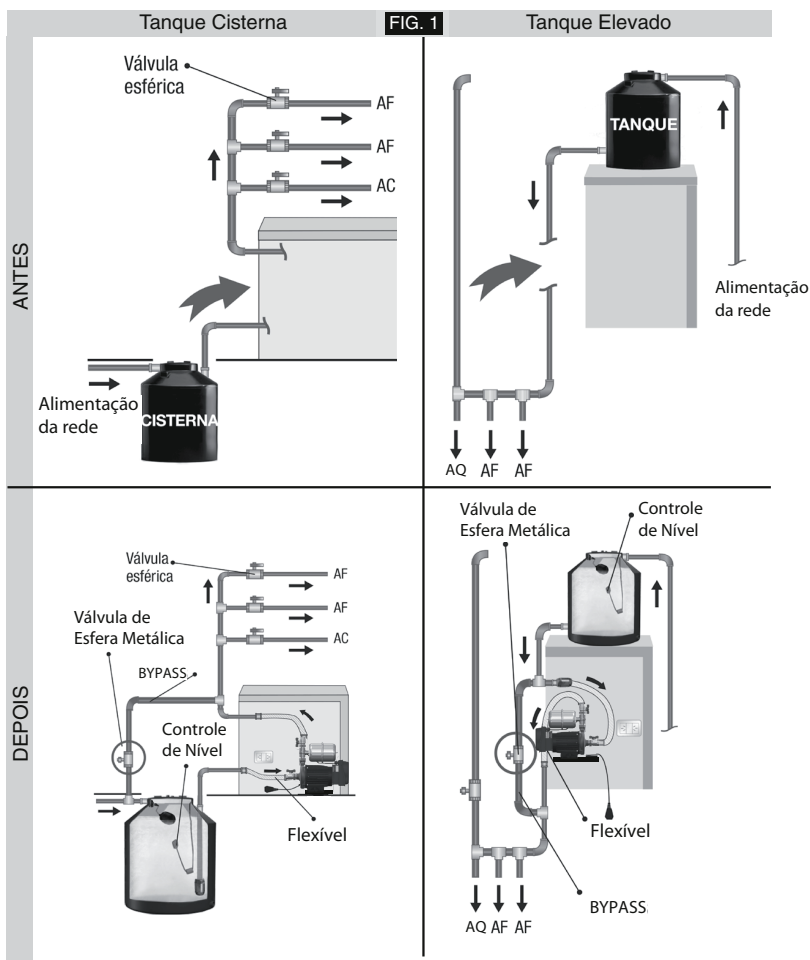 Tanque Cisterna
FIG. 1
Tanque Elevado
ANTES
Válvula
esférica
AF
AF
AC
Alimentação
da rede
CISTERNA
TANQUE
Alimentação
da rede
AQ AF AF
DEPOIS
Válvula
esférica
AF
AF
AC
Válvula de
Esfera Metálica
BYPASS
Controle
de Nível
Flexível
Válvula de
Esfera Metálica
Controle
de Nível
Flexível
BYPASS
AQ AF AF